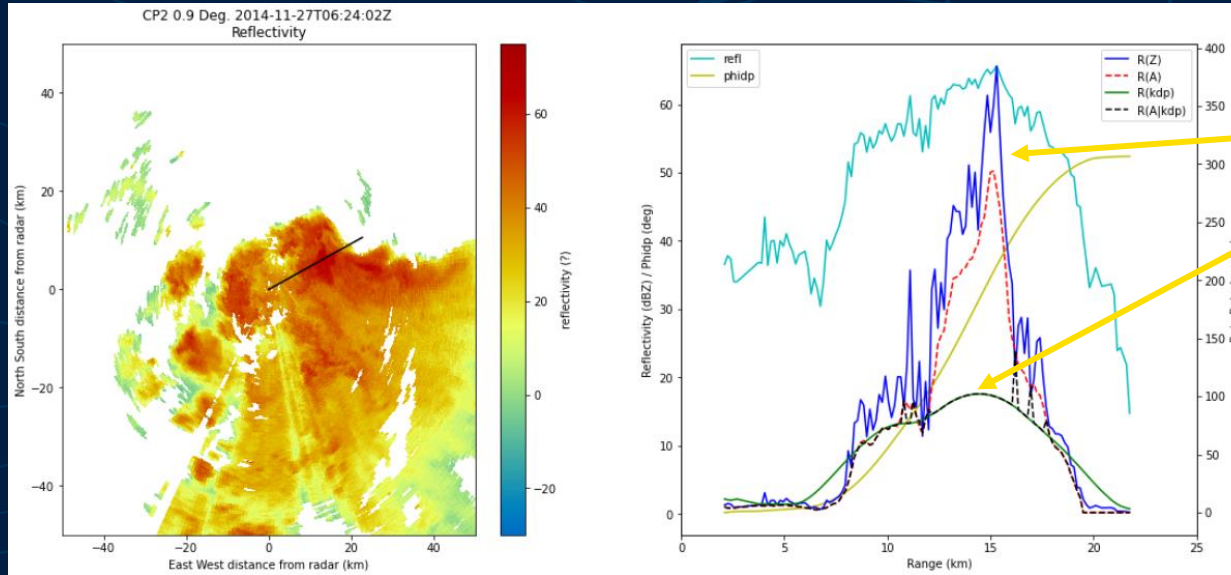 CP2 0.9 Deg. 2014-11-27T06:24:02Z
Reflectivity
North South distance from radar (km)
40
20
0
−20
−40
−40
−20
0
20
40
East West distance from radar (km)
60
40
20
0
−20
reflectivity (?)
refl
phidp
R(Z)
R(A)
R(kdp)
R(A|kdp)
Reflectivity (dBZ) / Phidp (deg)
60
50
40
30
20
10
0
0
5
10
15
20
25
Range (km)
400
350
300
250
200
150
100
50
0